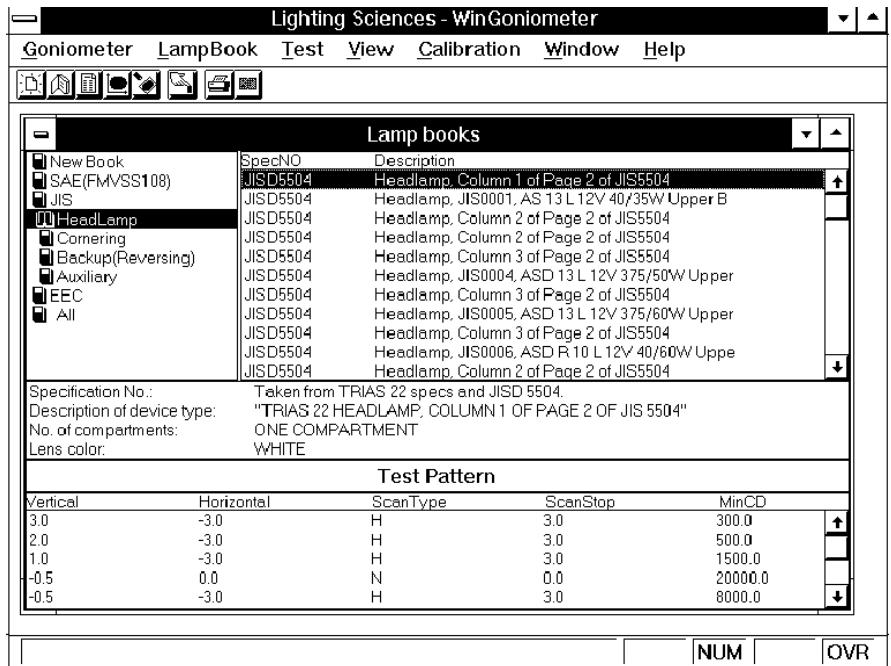 Lighting Sciences - WinGoniometer
Goniometer LampBook Test View Calibration Window Help
Lamp books
New Book
SAE(FMVSS108)
JIS
HeadLamp
Cornering
Backup(Reversing)
Auxiliary
EEC
All
SpecNO Description
JISD5504 Headlamp, Column 1 of Page 2 of JIS5504
JISD5504 Headlamp, JIS0001, AS 13 L 12V 40/35W Upper B
JISD5504 Headlamp, Column 2 of Page 2 of JIS5504
JISD5504 Headlamp, Column 2 of Page 2 of JIS5504
JISD5504 Headlamp, Column 3 of Page 2 of JIS5504
JISD5504 Headlamp, JIS0004, ASD 13 L 12V 375/50W Upper
JISD5504 Headlamp, Column 3 of Page 2 of JIS5504
JISD5504 Headlamp, JIS0005, ASD 13 L 12V 375/60W Upper
JISD5504 Headlamp, Column 3 of Page 2 of JIS5504
JISD5504 Headlamp, JIS0006, ASD R 10 L 12V 40/60W Uppe
JISD5504 Headlamp, Column 2 of Page 2 of JIS5504
Specification No.: Taken from TRIAS 22 specs and JISD 5504.
Description of device type: "TRIAS 22 HEADLAMP, COLUMN 1 OF PAGE 2 OF JIS 5504"
No. of compartments: ONE COMPARTMENT
Lens color: WHITE
Test Pattern
Vertical Horizontal ScanType ScanStop MinCD
3.0 -3.0 H 3.0 300.0
2.0 -3.0 H 3.0 500.0
1.0 -3.0 H 3.0 1500.0
-0.5 0.0 N 0.0 20000.0
-0.5 -3.0 H 3.0 8000.0
NUM OVR